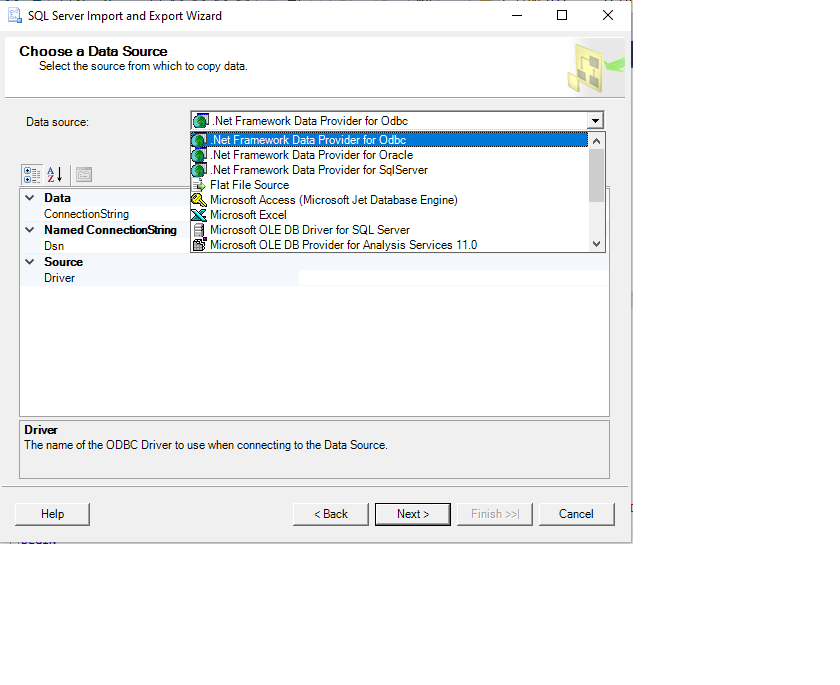 SQL Server Import and Export Wizard
Choose a Data Source
Select the source from which to copy data.
Data source:
.Net Framework Data Provider for Odbc
.Net Framework Data Provider for Odbc
.Net Framework Data Provider for Oracle
.Net Framework Data Provider for SqlServer
Flat File Source
Microsoft Access (Microsoft Jet Database Engine)
Microsoft Excel
Microsoft OLE DB Driver for SQL Server
Microsoft OLE DB Provider for Analysis Services 11.0
Data
ConnectionString
Named ConnectionString
Dsn
Source
Driver
Driver
The name of the ODBC Driver to use when connecting to the Data Source.
Help
< Back
Next >
Finish >>|
Cancel